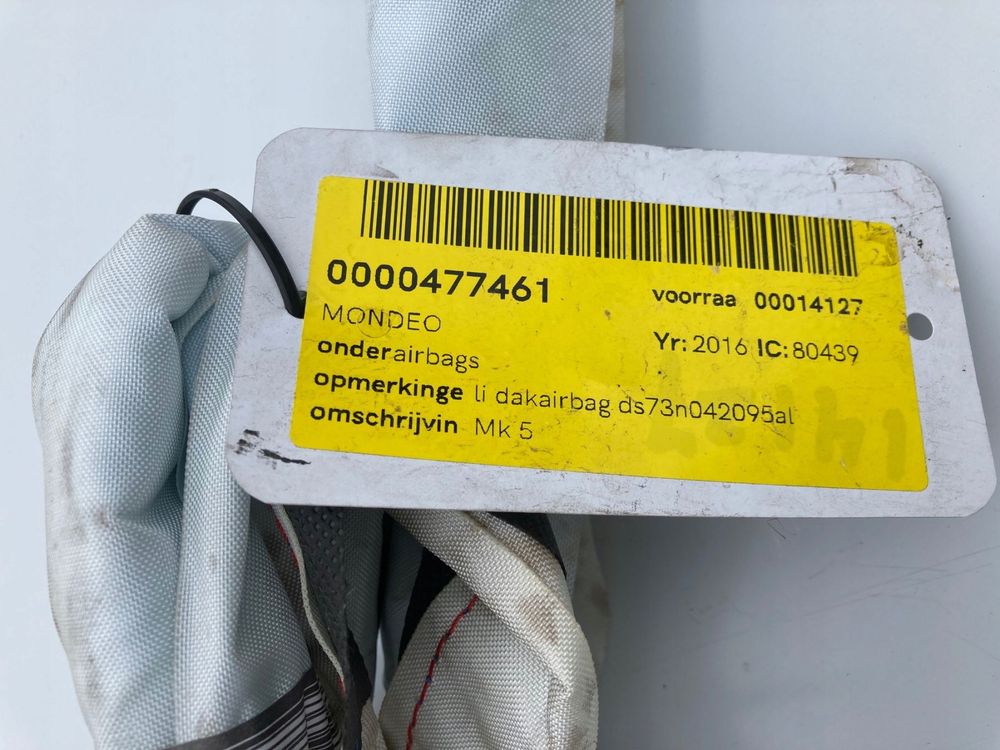 0000477461 voorraa 00014127
MONDEO Yr: 2016 IC: 80439
onderairbags
opmerkinge li dakairbag ds73n042095al
omschrijvin Mk 5